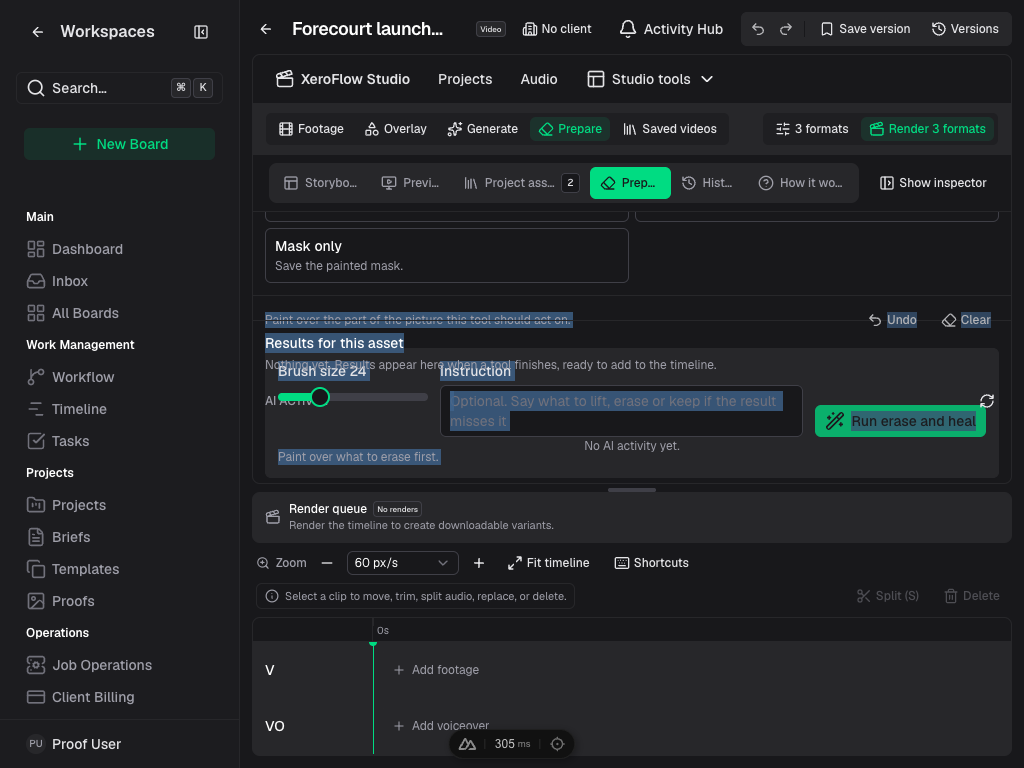 Workspaces
Search...
⌘ K
New Board
Main
Dashboard
Inbox
All Boards
Work Management
Workflow
Timeline
Tasks
Projects
Projects
Briefs
Templates
Proofs
Operations
Job Operations
Client Billing
PU Proof User
Forecourt launch...
Video
No client
Activity Hub
Save version
Versions
XeroFlow Studio
Projects
Audio
Studio tools
Footage
Overlay
Generate
Prepare
Saved videos
3 formats
Render 3 formats
Storybo...
Previ...
Project ass... 2
Prep...
Hist...
How it wo...
Show inspector
Mask only
Save the painted mask.
Paint over the part of the picture this tool should act on.
Undo
Clear
Results for this asset
Nothing yet. Results appear here when a tool finishes, ready to add to the timeline.
Brush size 24
Instruction
Optional. Say what to lift, erase or keep if the result
misses it
Run erase and heal
No AI activity yet.
Paint over what to erase first.
Render queue
No renders
Render the timeline to create downloadable variants.
Zoom
60 px/s
Fit timeline
Shortcuts
Select a clip to move, trim, split audio, replace, or delete.
Split (S)
Delete
0s
V
Add footage
VO
Add voiceover
305 ms